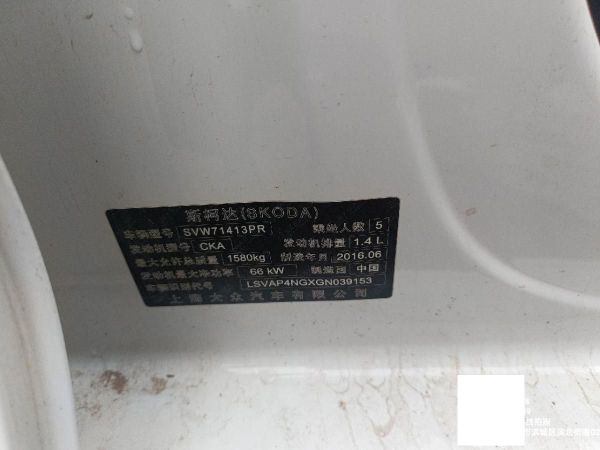 斯柯达(SKODA)
车辆型号 SVW71413PR 乘坐人数 5
发动机型号 CKA 发动机排量 1.4 L
最大允许总质量 1580kg 制造年月 2016.06
发动机最大净功率 66 kW 制造国 中国
车辆识别代号 LSVAP4NGXGN039153
上海大众汽车有限公司